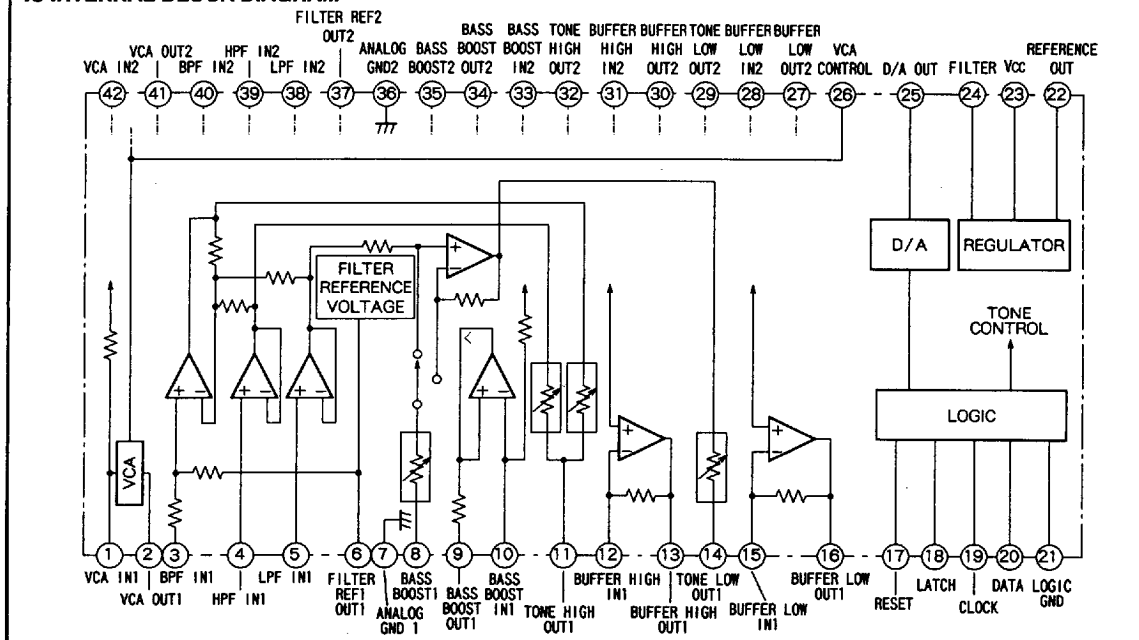 FILTER REF2
OUT2
VCA OUT2
HPF IN2
VCA IN2
BPF IN2
LPF IN2
ANALOG
GND2
BASS
BOOST2
BASS
BOOST
OUT2
BASS
BOOST
IN2
TONE
HIGH
OUT2
BUFFER
HIGH
IN2
BUFFER
HIGH
OUT2
TONE
LOW
OUT2
BUFFER
LOW
IN2
BUFFER
LOW
OUT2
VCA
CONTROL
D/A OUT
FILTER
VCC
REFERENCE
OUT
42 41 40 39 38 37 36 35 34 33 32 31 30 29 28 27 26 25 24 23 22
D/A
REGULATOR
FILTER
REFERENCE
VOLTAGE
TONE
CONTROL
LOGIC
VCA
1 2 3 4 5 6 7 8 9 10 11 12 13 14 15 16 17 18 19 20 21
VCA IN1
VCA OUT1
BPF IN1
HPF IN1
LPF IN1
FILTER
REF1
OUT1
ANALOG
GND 1
BASS
BOOST1
BASS
BOOST
OUT1
BASS
BOOST
IN1
TONE HIGH
OUT1
BUFFER HIGH
IN1
BUFFER HIGH
OUT1
TONE LOW
OUT1
BUFFER LOW
IN1
BUFFER LOW
OUT1
RESET
LATCH
CLOCK
DATA
LOGIC
GND